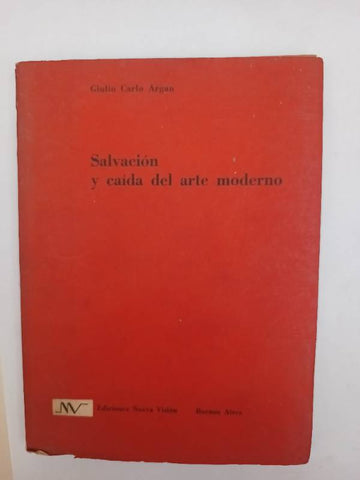 Giulio Carlo Argan
Salvación
y caída del arte moderno
NV Ediciones Nueva Visión Buenos Aires